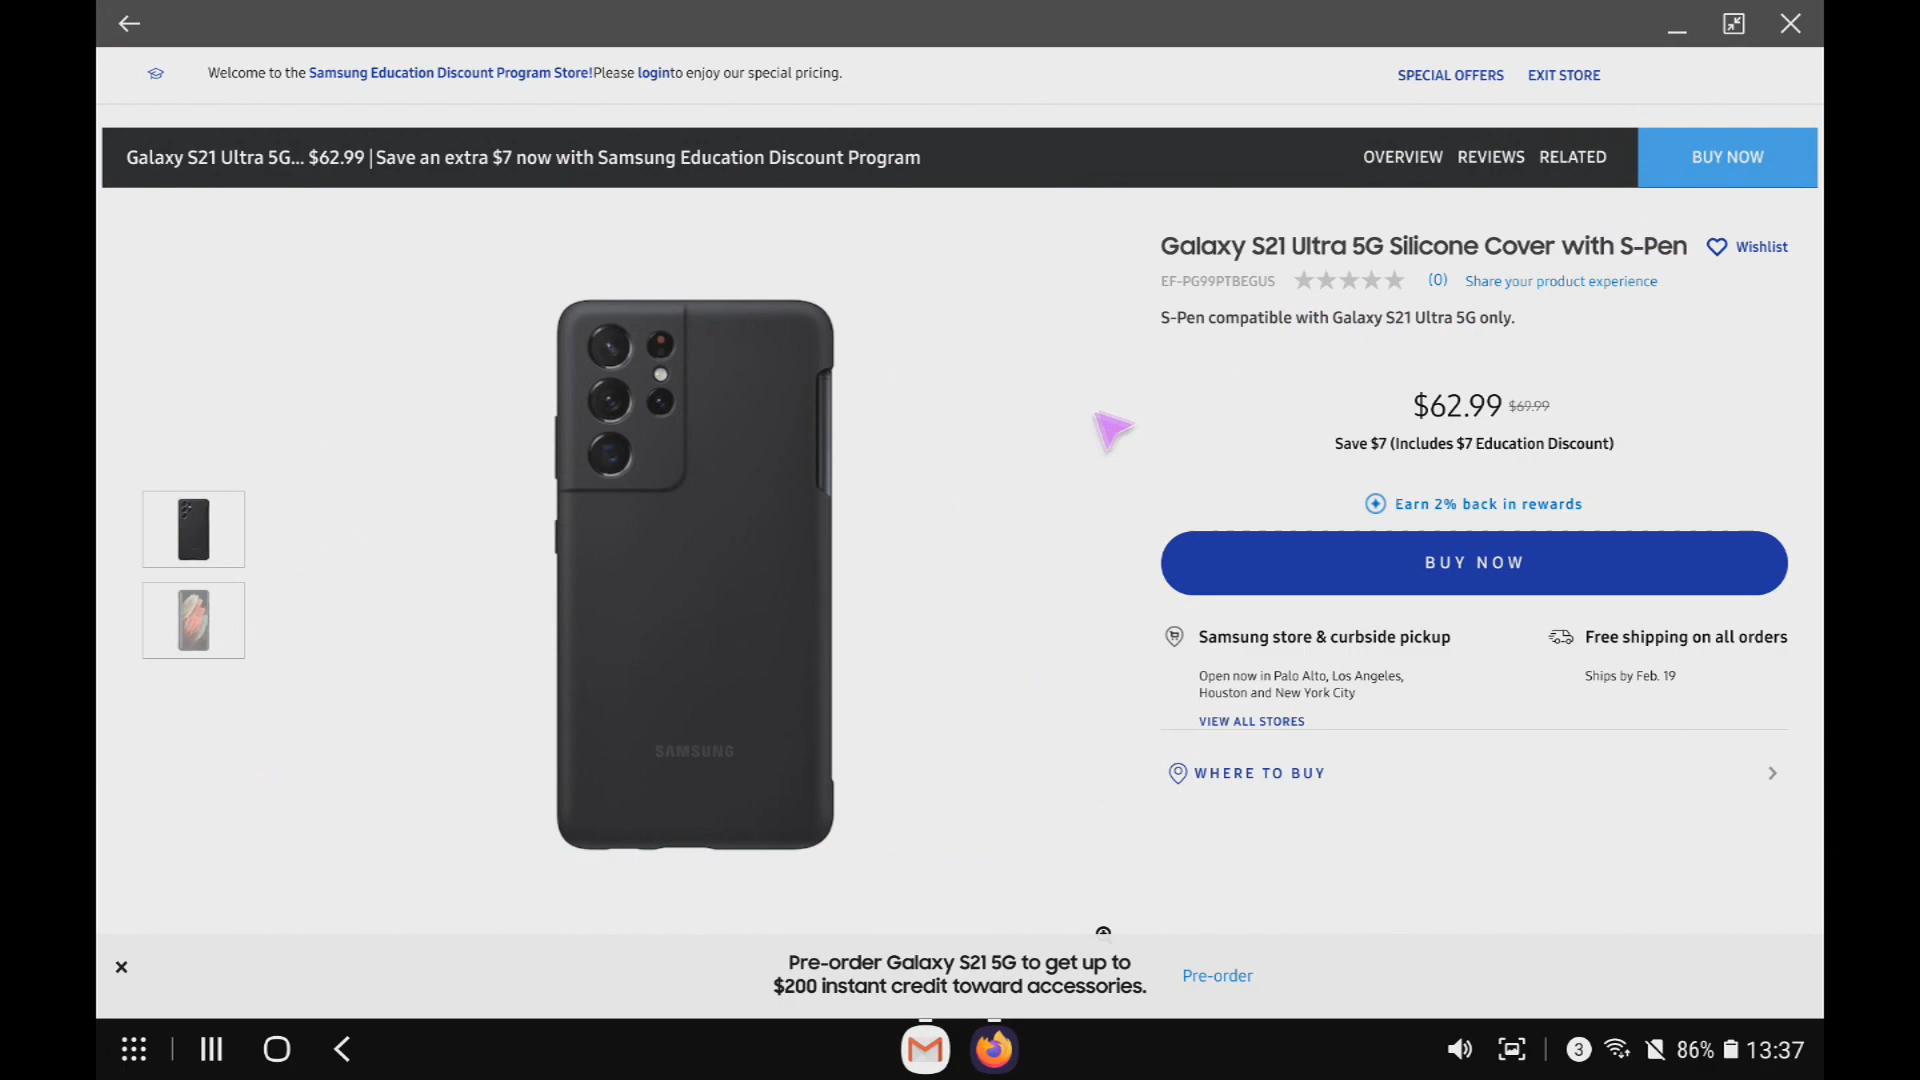 Welcome to the Samsung Education Discount Program Store!Please loginto enjoy our special pricing.
SPECIAL OFFERS
EXIT STORE
Galaxy S21 Ultra 5G... $62.99 | Save an extra $7 now with Samsung Education Discount Program
OVERVIEW
REVIEWS
RELATED
BUY NOW
Galaxy S21 Ultra 5G Silicone Cover with S-Pen
Wishlist
EF-PG99PTBEGUS
(0)
Share your product experience
S-Pen compatible with Galaxy S21 Ultra 5G only.
$62.99 $69.99
Save $7 (Includes $7 Education Discount)
Earn 2% back in rewards
BUY NOW
Samsung store & curbside pickup
Open now in Palo Alto, Los Angeles,
Houston and New York City
VIEW ALL STORES
Free shipping on all orders
Ships by Feb. 19
WHERE TO BUY
SAMSUNG
Pre-order Galaxy S21 5G to get up to
$200 instant credit toward accessories.
Pre-order
3
86%
13:37